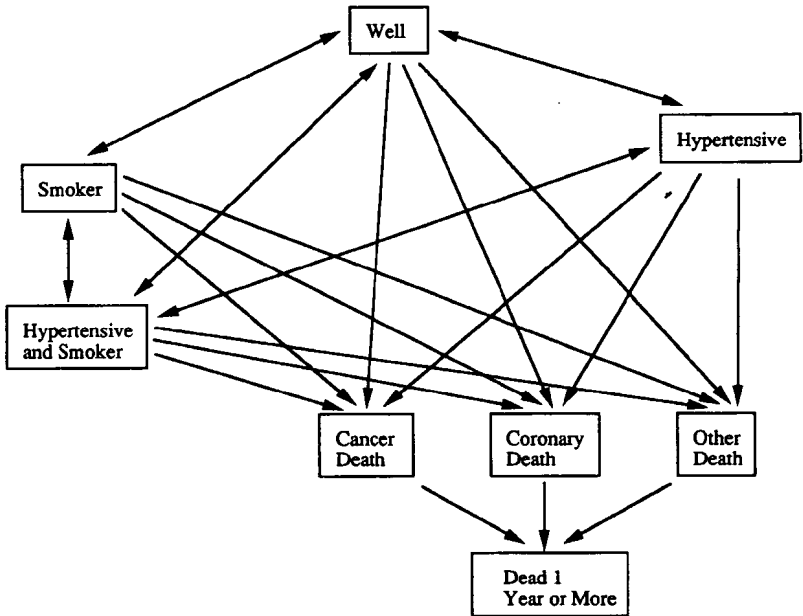 Well
Hypertensive
Smoker
Hypertensive
and Smoker
Cancer
Death
Coronary
Death
Other
Death
Dead 1
Year or More